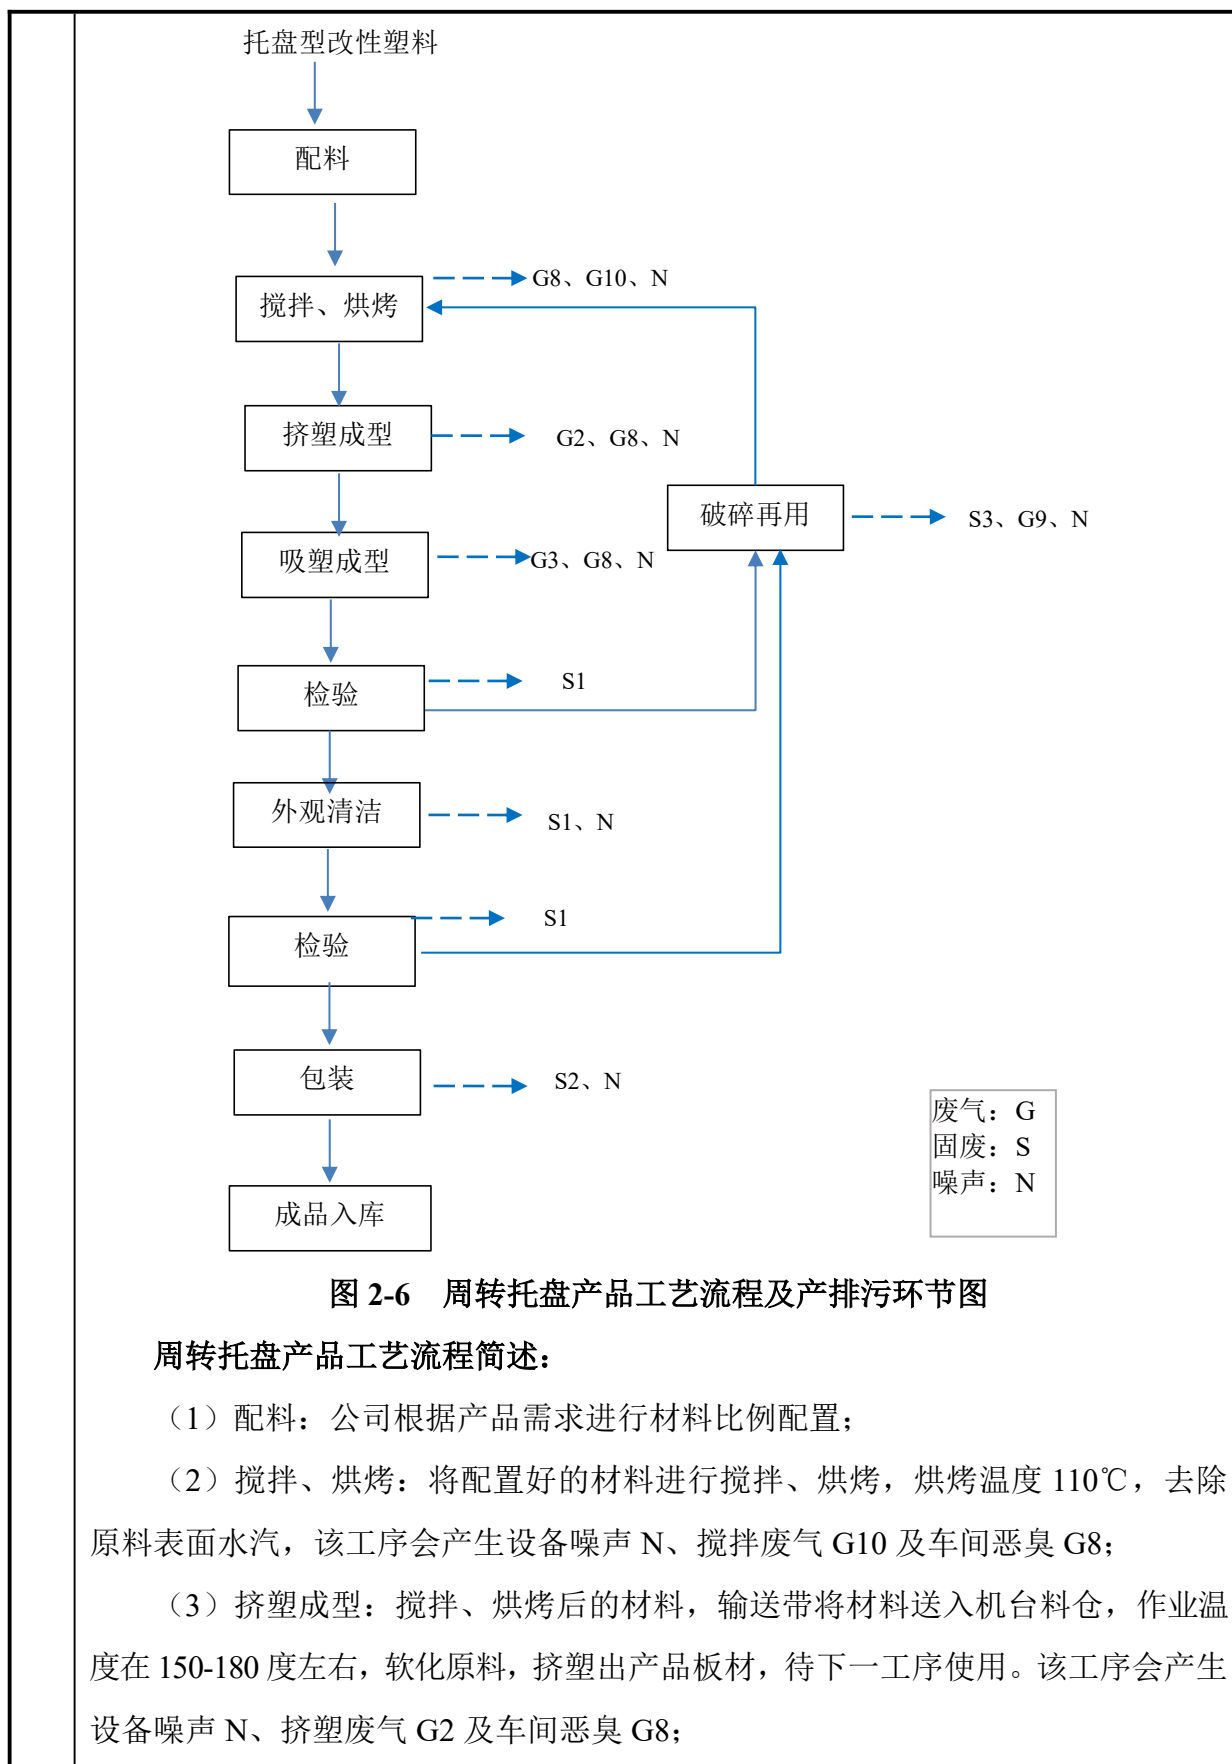 托盘型改性塑料
配料
搅拌、烘烤
G8、G10、N
挤塑成型
G2、G8、N
破碎再用
S3、G9、N
吸塑成型
G3、G8、N
检验
S1
外观清洁
S1、N
检验
S1
包装
S2、N
废气：G
固废：S
噪声：N
成品入库
图 2-6 周转托盘产品工艺流程及产排污环节图
周转托盘产品工艺流程简述：
（1）配料：公司根据产品需求进行材料比例配置；
（2）搅拌、烘烤：将配置好的材料进行搅拌、烘烤，烘烤温度 110℃，去除
原料表面水汽，该工序会产生设备噪声 N、搅拌废气 G10 及车间恶臭 G8；
（3）挤塑成型：搅拌、烘烤后的材料，输送带将材料送入机台料仓，作业温
度在 150-180 度左右，软化原料，挤塑出产品板材，待下一工序使用。该工序会产生
设备噪声 N、挤塑废气 G2 及车间恶臭 G8；